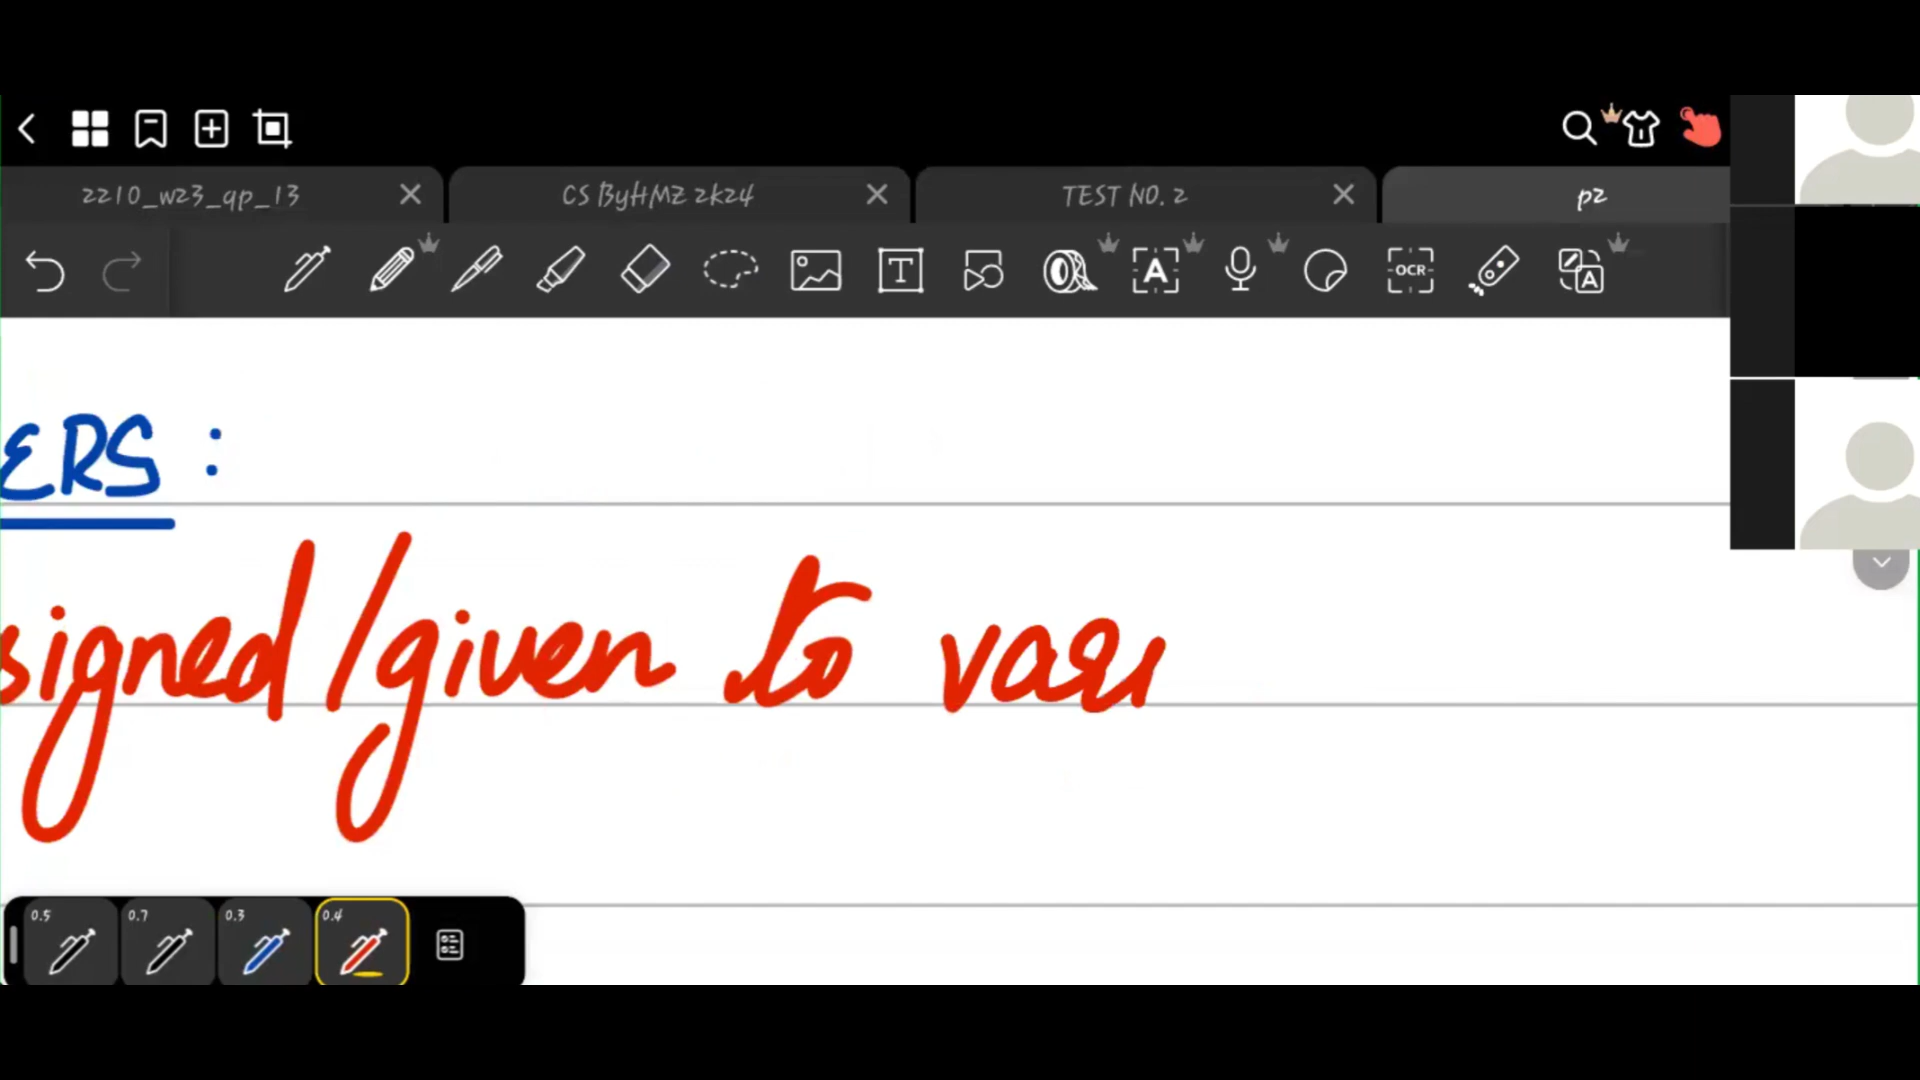 2210_w23_qp_13
CS ByHMZ 2k24
TEST NO. 2
p2
T
A
OCR
A
ERS :
signed/given to vari
0.5
0.7
0.3
0.4